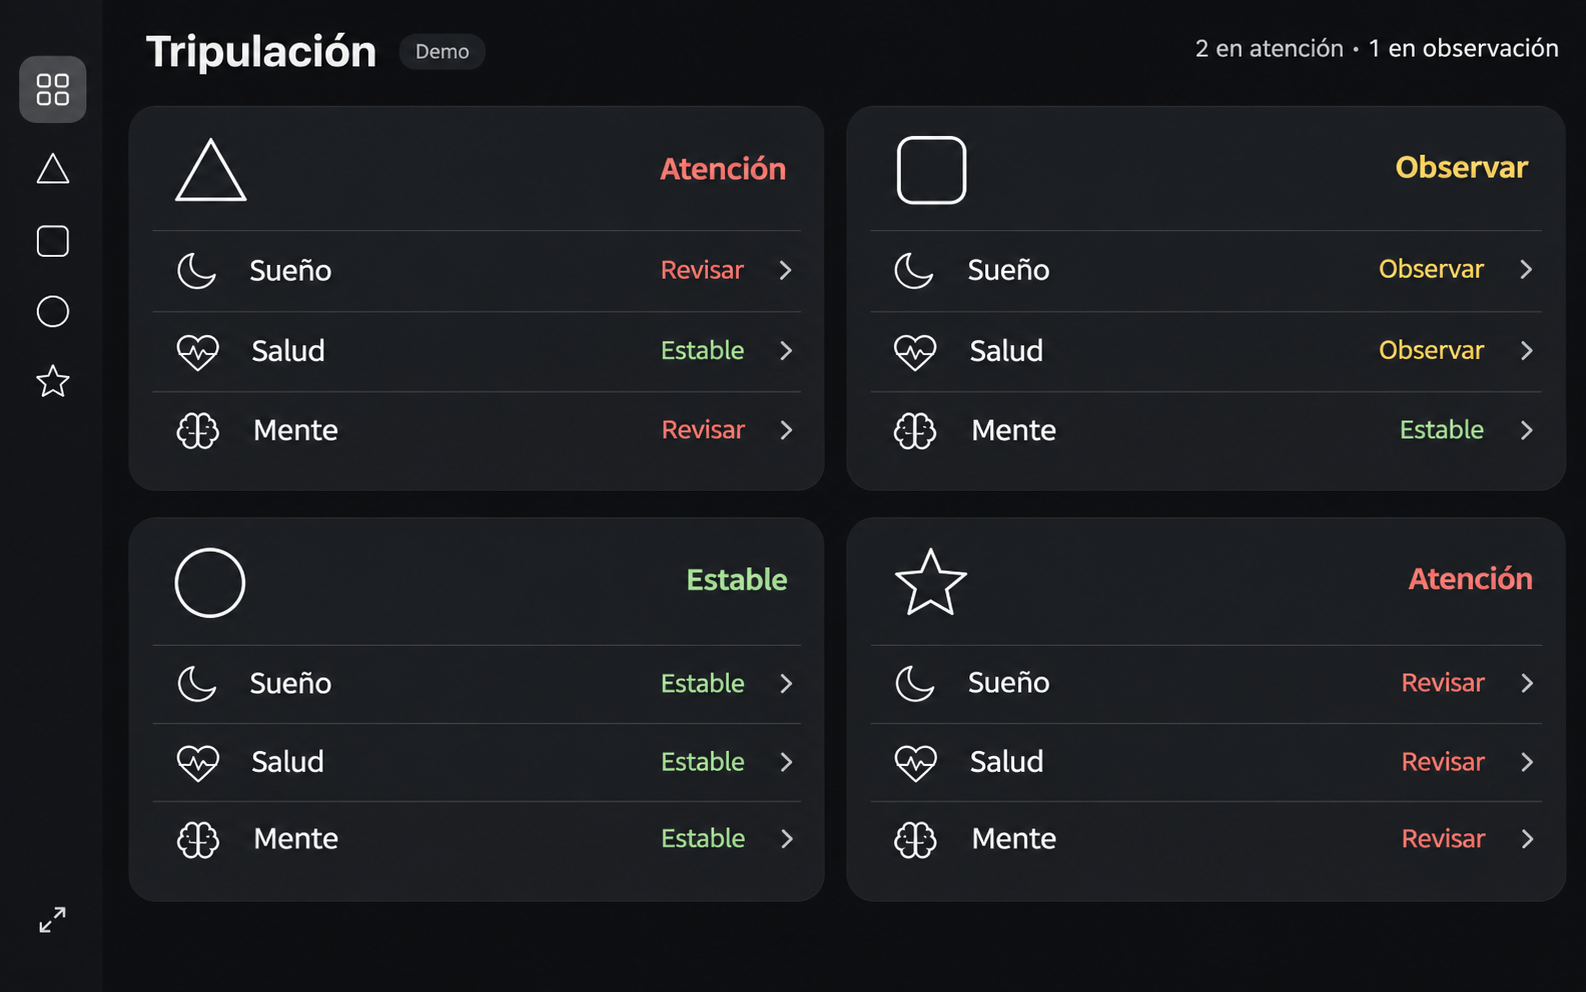 Tripulación Demo 2 en atención • 1 en observación
Atención
Sueño Revisar
Salud Estable
Mente Revisar
Observar
Sueño Observar
Salud Observar
Mente Estable
Estable
Sueño Estable
Salud Estable
Mente Estable
Atención
Sueño Revisar
Salud Revisar
Mente Revisar